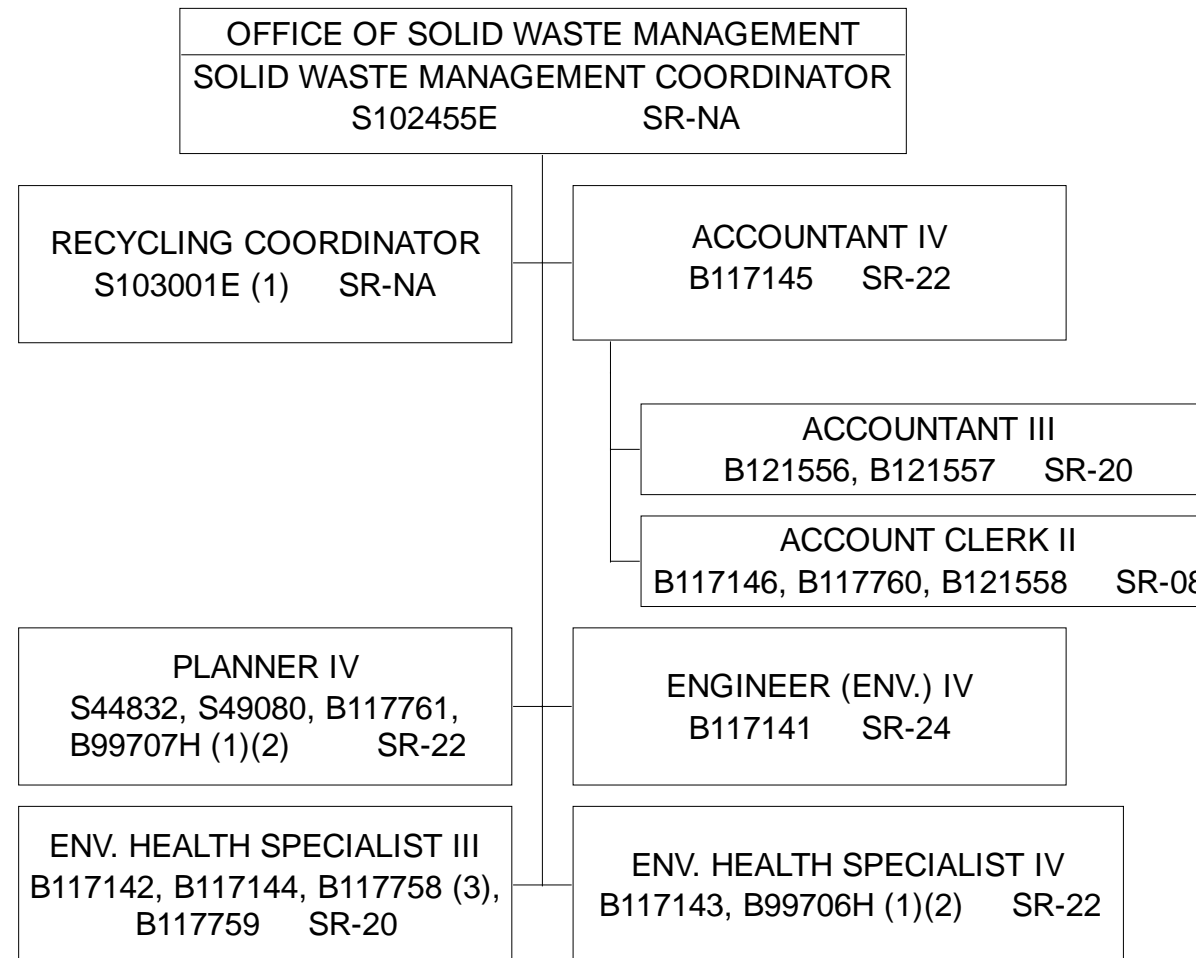 OFFICE OF SOLID WASTE MANAGEMENT
SOLID WASTE MANAGEMENT COORDINATOR
S102455E SR-NA
RECYCLING COORDINATOR
S103001E (1) SR-NA
ACCOUNTANT IV
B117145 SR-22
ACCOUNTANT III
B121556, B121557 SR-20
ACCOUNT CLERK II
B117146, B117760, B121558 SR-08
PLANNER IV
S44832, S49080, B117761,
B99707H (1)(2) SR-22
ENGINEER (ENV.) IV
B117141 SR-24
ENV. HEALTH SPECIALIST III
B117142, B117144, B117758 (3),
B117759 SR-20
ENV. HEALTH SPECIALIST IV
B117143, B99706H (1)(2) SR-22